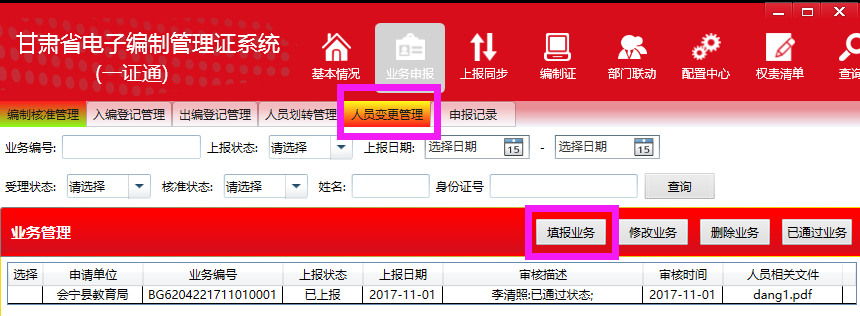 甘肃省电子编制管理证系统
(一证通)
基本情况 业务申报 上报同步 编制证 部门联动 配置中心 权责清单 查询
编制核准管理 入编登记管理 出编登记管理 人员划转管理 人员变更管理 申报记录
业务编号: 上报状态: 请选择 上报日期: 选择日期 15 - 选择日期 15
受理状态: 请选择 核准状态: 请选择 姓名: 身份证号 查询
业务管理 填报业务 修改业务 删除业务 已通过业务
选择 申请单位 业务编号 上报状态 上报日期 审核描述 审核时间 人员相关文件
会宁县教育局 BG6204221711010001 已上报 2017-11-01 李清照:已通过状态; 2017-11-01 dang1.pdf